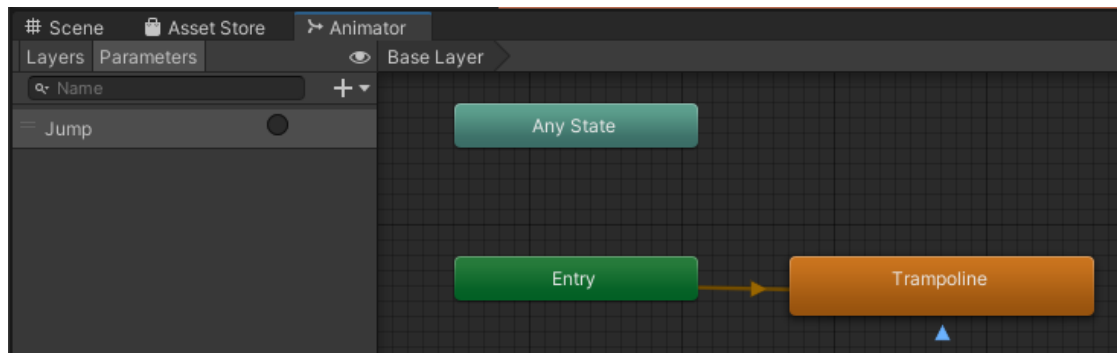 Scene Asset Store Animator
Layers Parameters Base Layer
Name
Jump
Any State
Entry Trampoline